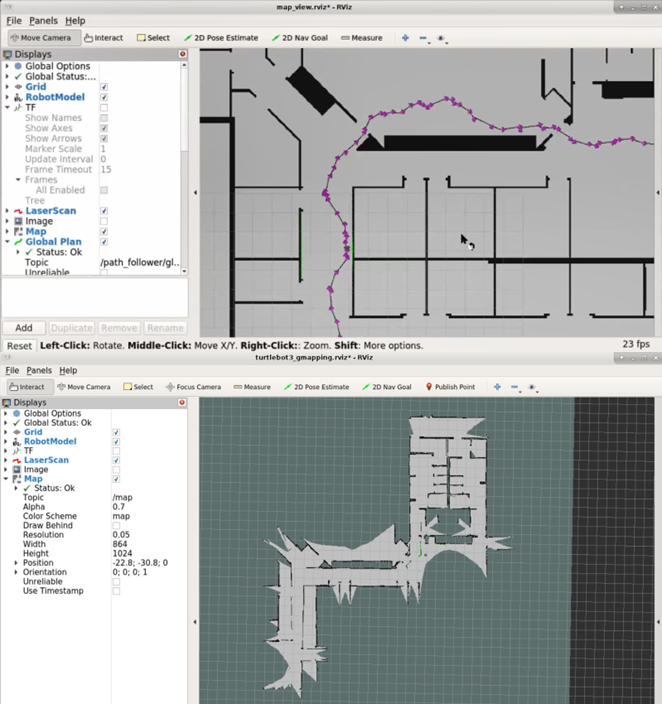 map_view.rviz* - RViz
File Panels Help
Move Camera Interact Select 2D Pose Estimate 2D Nav Goal Measure
Displays
Global Options
Global Status:...
Grid
RobotModel
TF
Show Names
Show Axes
Show Arrows
Marker Scale 1
Update Interval 0
Frame Timeout 15
Frames
All Enabled
Tree
LaserScan
Image
Map
Global Plan
Status: Ok
Topic /path_follower/gl...
Unreliable
Add Duplicate Remove Rename
Reset Left-Click: Rotate. Middle-Click: Move X/Y. Right-Click:: Zoom. Shift: More options. 23 fps
turtlebot3_gmapping.rviz* - RViz
File Panels Help
Interact Move Camera Select Focus Camera Measure 2D Pose Estimate 2D Nav Goal Publish Point
Displays
Global Options
Global Status: Ok
Grid
RobotModel
TF
LaserScan
Image
Map
Status: Ok
Topic /map
Alpha 0.7
Color Scheme map
Draw Behind
Resolution 0.05
Width 864
Height 1024
Position -22.8; -30.8; 0
Orientation 0; 0; 0; 1
Unreliable
Use Timestamp